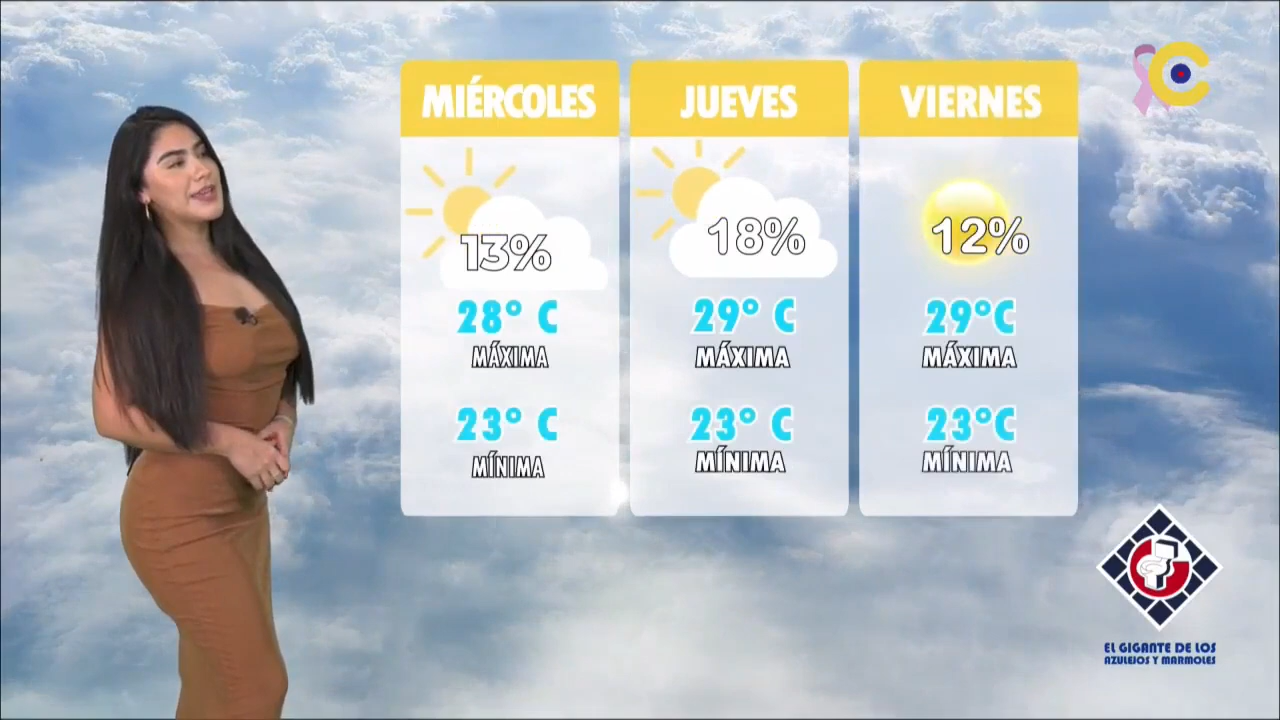 MIÉRCOLES
13%
28° C
MÁXIMA
23° C
MÍNIMA
JUEVES
18%
29° C
MÁXIMA
23° C
MÍNIMA
VIERNES
12%
29°C
MÁXIMA
23°C
MÍNIMA
C
EL GIGANTE DE LOS
AZULEJOS Y MARMOLES